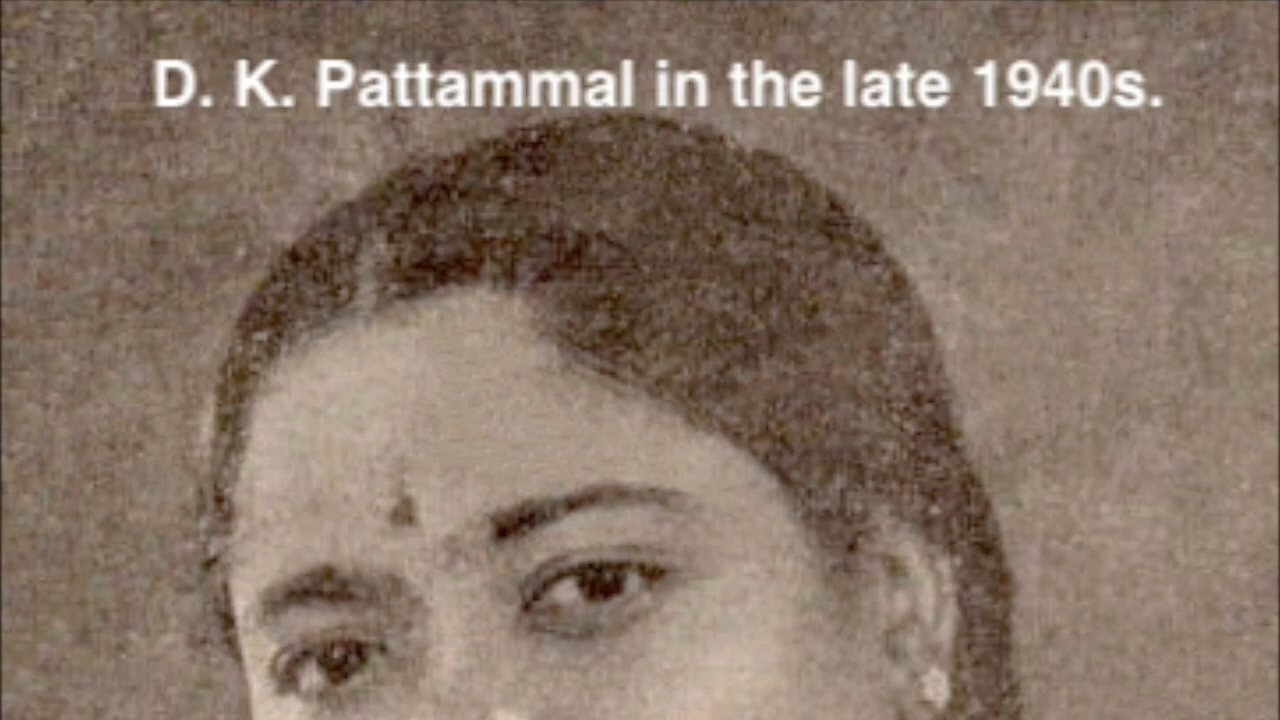 D. K. Pattammal in the late 1940s.